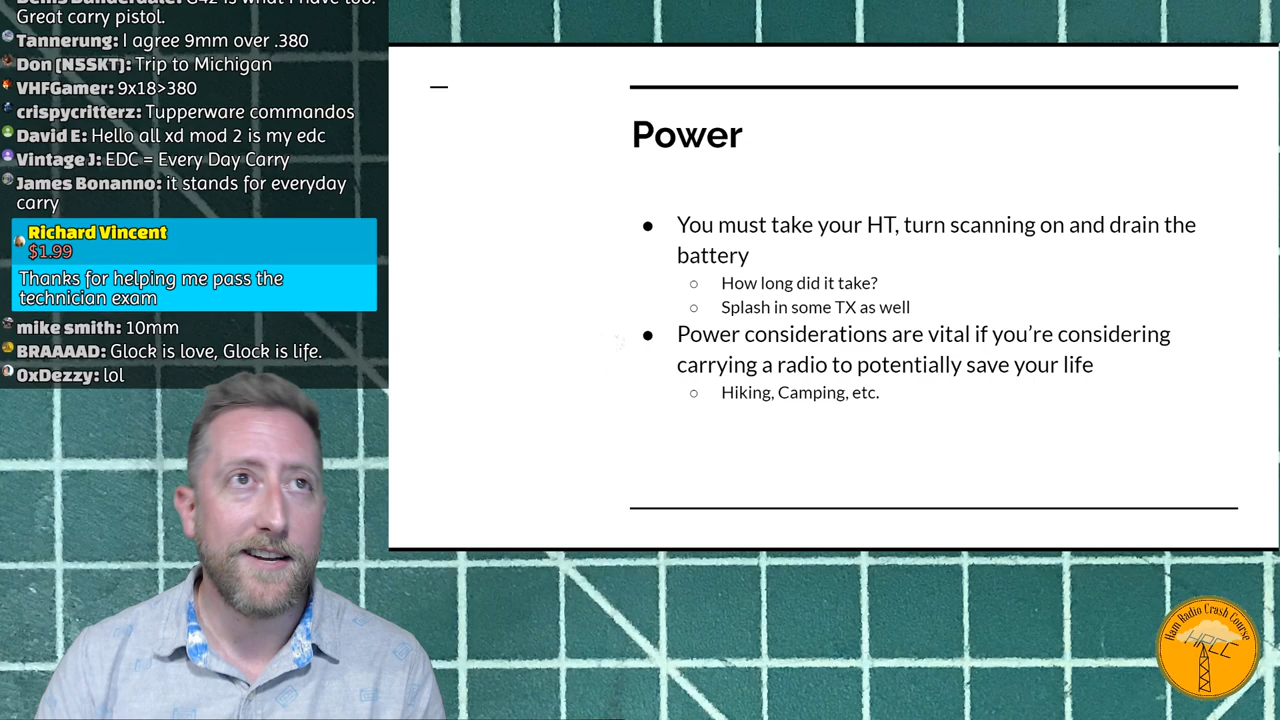 Great carry pistol.
Tannerung: I agree 9mm over .380
Don (N5SKT): Trip to Michigan
VHFGamer: 9x18>380
crispycritterz: Tupperware commandos
David E: Hello all xd mod 2 is my edc
Vintage J: EDC = Every Day Carry
James Bonanno: it stands for everyday
carry
Richard Vincent
$1.99
Thanks for helping me pass the
technician exam
mike smith: 10mm
BRAAAAD: Glock is love, Glock is life.
0xDezzy: lol
Power
● You must take your HT, turn scanning on and drain the
battery
○ How long did it take?
○ Splash in some TX as well
● Power considerations are vital if you’re considering
carrying a radio to potentially save your life
○ Hiking, Camping, etc.
Ham Radio Crash Course
HRCC